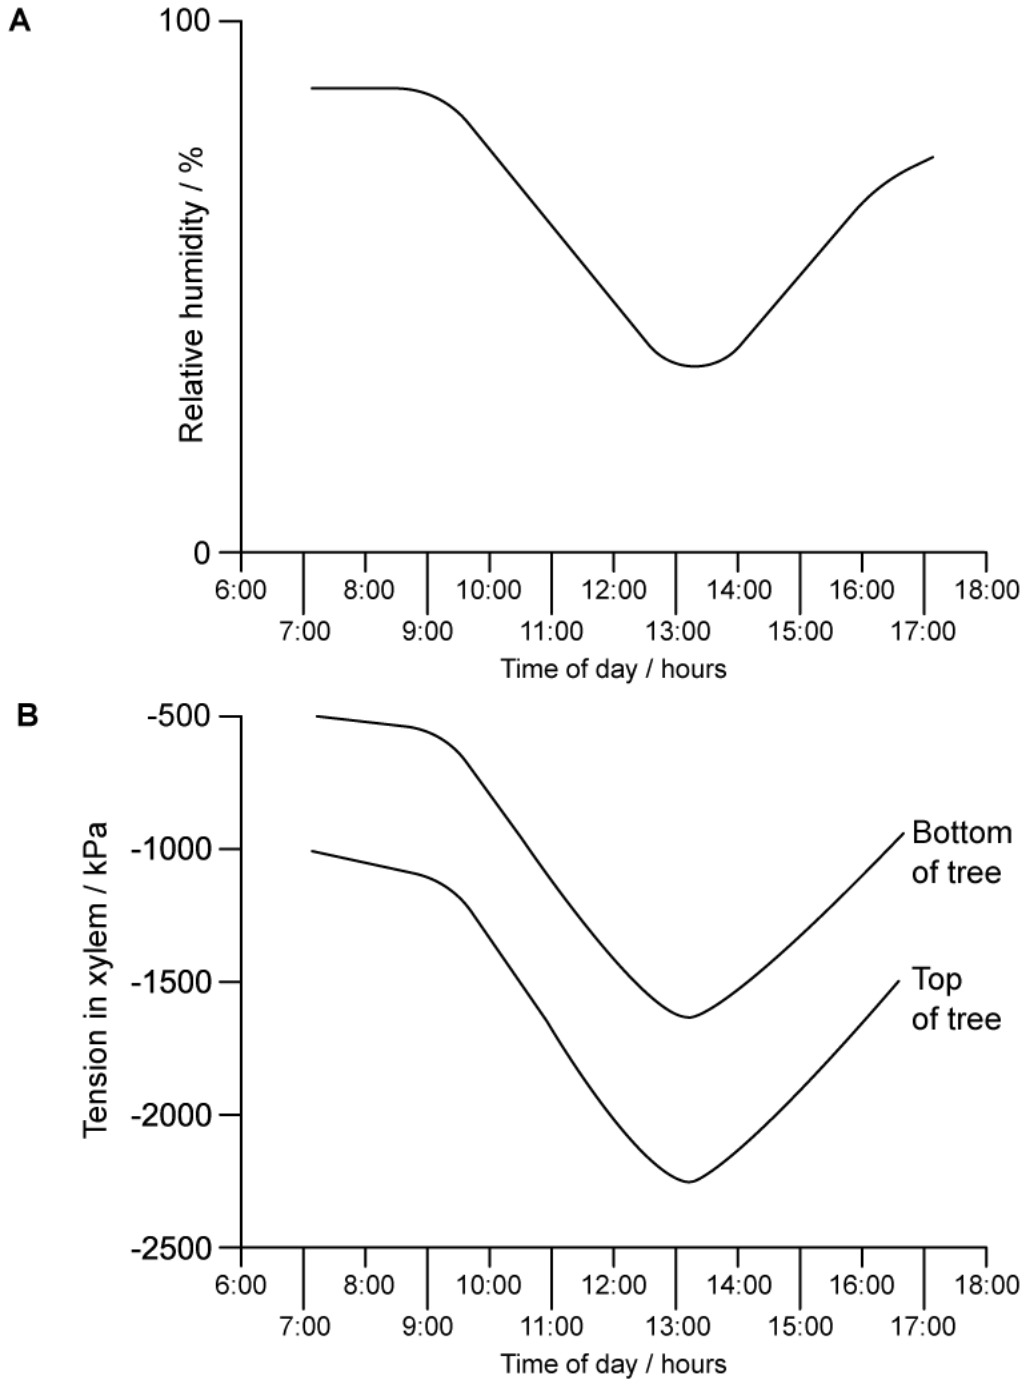 A
100
Relative humidity / %
0
6:00 8:00 10:00 12:00 14:00 16:00 18:00
7:00 9:00 11:00 13:00 15:00 17:00
Time of day / hours
B
-500
-1000
-1500
-2000
-2500
Tension in xylem / kPa
Bottom
of tree
Top
of tree
6:00 8:00 10:00 12:00 14:00 16:00 18:00
7:00 9:00 11:00 13:00 15:00 17:00
Time of day / hours